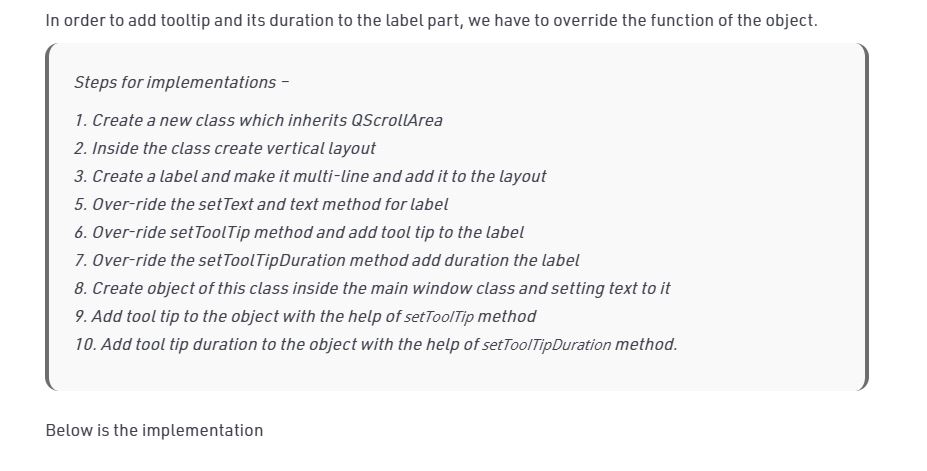 In order to add tooltip and its duration to the label part, we have to override the function of the object.
Steps for implementations –
1. Create a new class which inherits QScrollArea
2. Inside the class create vertical layout
3. Create a label and make it multi-line and add it to the layout
5. Over-ride the setText and text method for label
6. Over-ride setToolTip method and add tool tip to the label
7. Over-ride the setToolTipDuration method add duration the label
8. Create object of this class inside the main window class and setting text to it
9. Add tool tip to the object with the help of setToolTip method
10. Add tool tip duration to the object with the help of setToolTipDuration method.
Below is the implementation